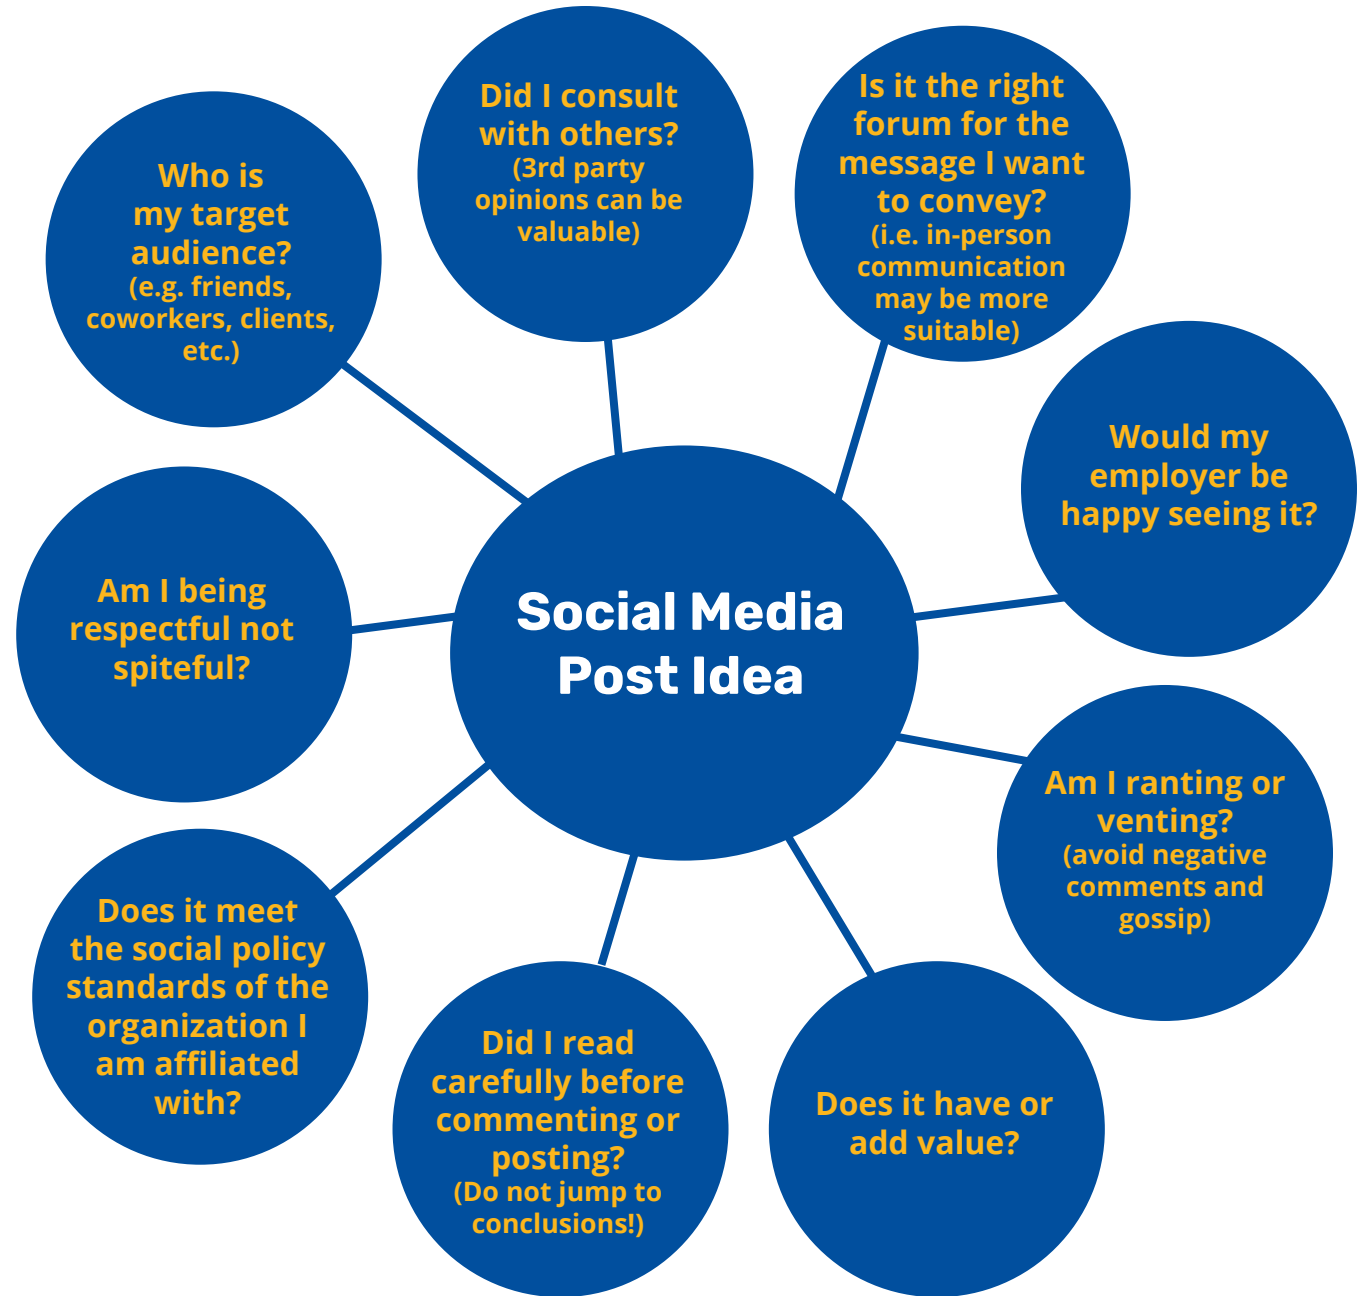 Did I consult
with others?
(3rd party
opinions can be
valuable)
Is it the right
forum for the
message I want
to convey?
(i.e. in-person
communication
may be more
suitable)
Who is
my target
audience?
(e.g. friends,
coworkers, clients,
etc.)
Would my
employer be
happy seeing it?
Am I being
respectful not
spiteful?
Social Media
Post Idea
Am I ranting or
venting?
(avoid negative
comments and
gossip)
Does it meet
the social policy
standards of the
organization I
am affiliated
with?
Did I read
carefully before
commenting or
posting?
(Do not jump to
conclusions!)
Does it have or
add value?